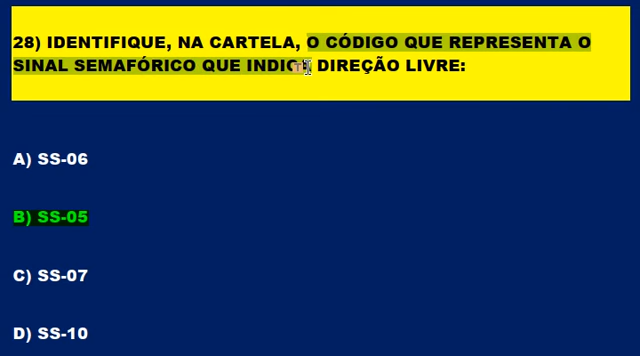 28) IDENTIFIQUE, NA CARTELA, O CÓDIGO QUE REPRESENTA O
SINAL SEMAFÓRICO QUE INDICA DIREÇÃO LIVRE:
A) SS-06
B) SS-05
C) SS-07
D) SS-10